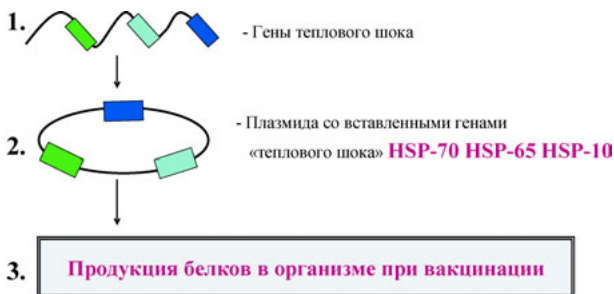 1.
- Гены теплового шока
2.
- Плазмида со вставленными генами
«теплового шока» HSP-70 HSP-65 HSP-10
3.
Продукция белков в организме при вакцинации